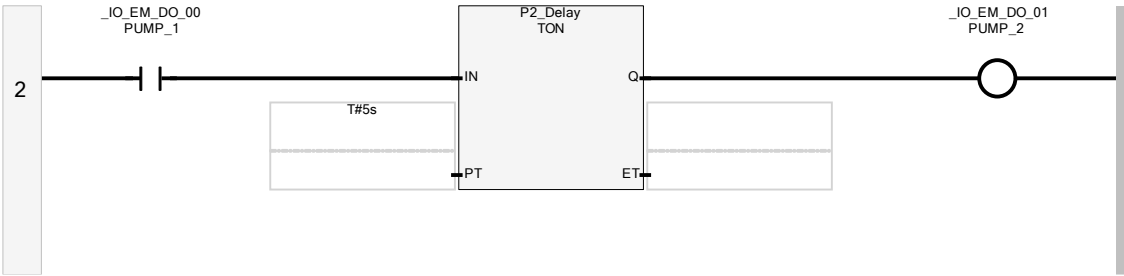 _IO_EM_DO_00
PUMP_1
P2_Delay
TON
_IO_EM_DO_01
PUMP_2
2
IN
Q
T#5s
PT
ET